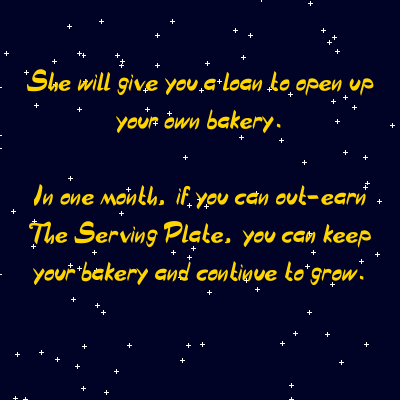 She will give you a loan to open up
your own bakery.
In one month, if you can out-earn
The Serving Plate, you can keep
your bakery and continue to grow.